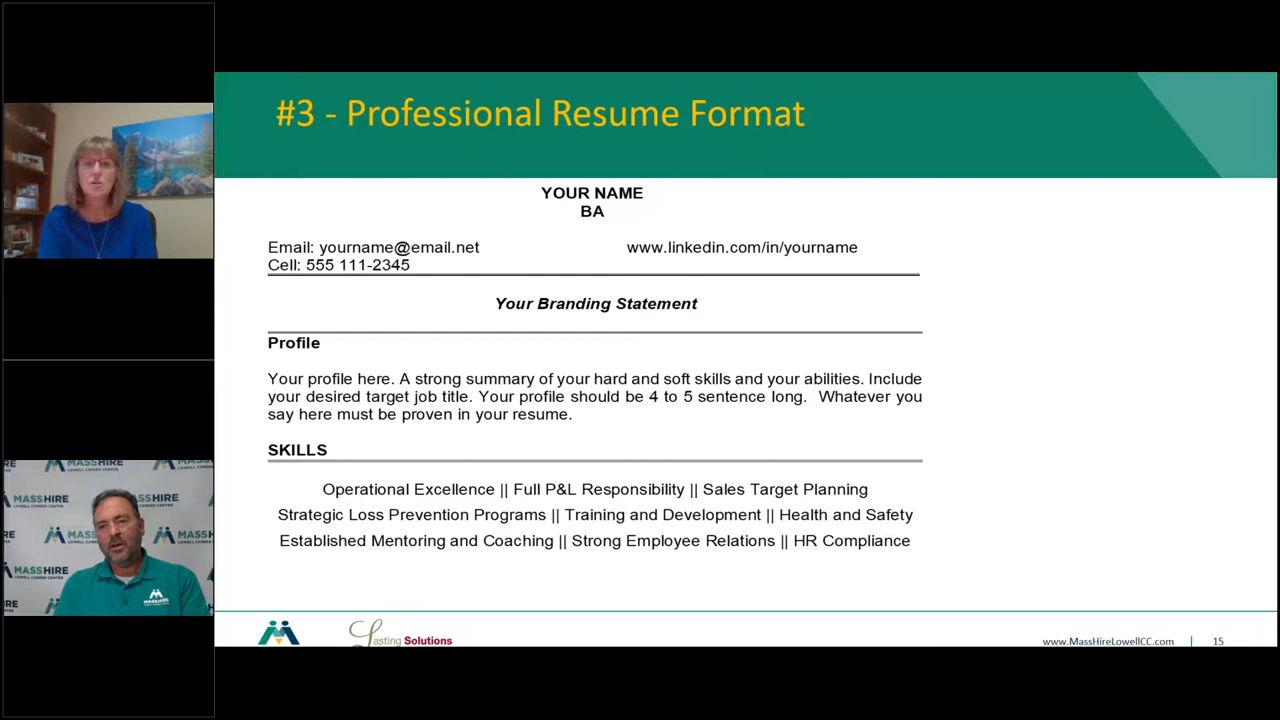 #3 - Professional Resume Format
YOUR NAME
BA
Email: yourname@email.net www.linkedin.com/in/yourname
Cell: 555 111-2345
Your Branding Statement
Profile
Your profile here. A strong summary of your hard and soft skills and your abilities. Include
your desired target job title. Your profile should be 4 to 5 sentence long. Whatever you
say here must be proven in your resume.
SKILLS
Operational Excellence || Full P&L Responsibility || Sales Target Planning
Strategic Loss Prevention Programs || Training and Development || Health and Safety
Established Mentoring and Coaching || Strong Employee Relations || HR Compliance
MASSHIRE
LOWELL CAREER CENTER
MASSHIRE
MASSHIRE
MASSHIRE
MASSHIRE
Lasting Solutions
www.MassHireLowellCC.com | 15